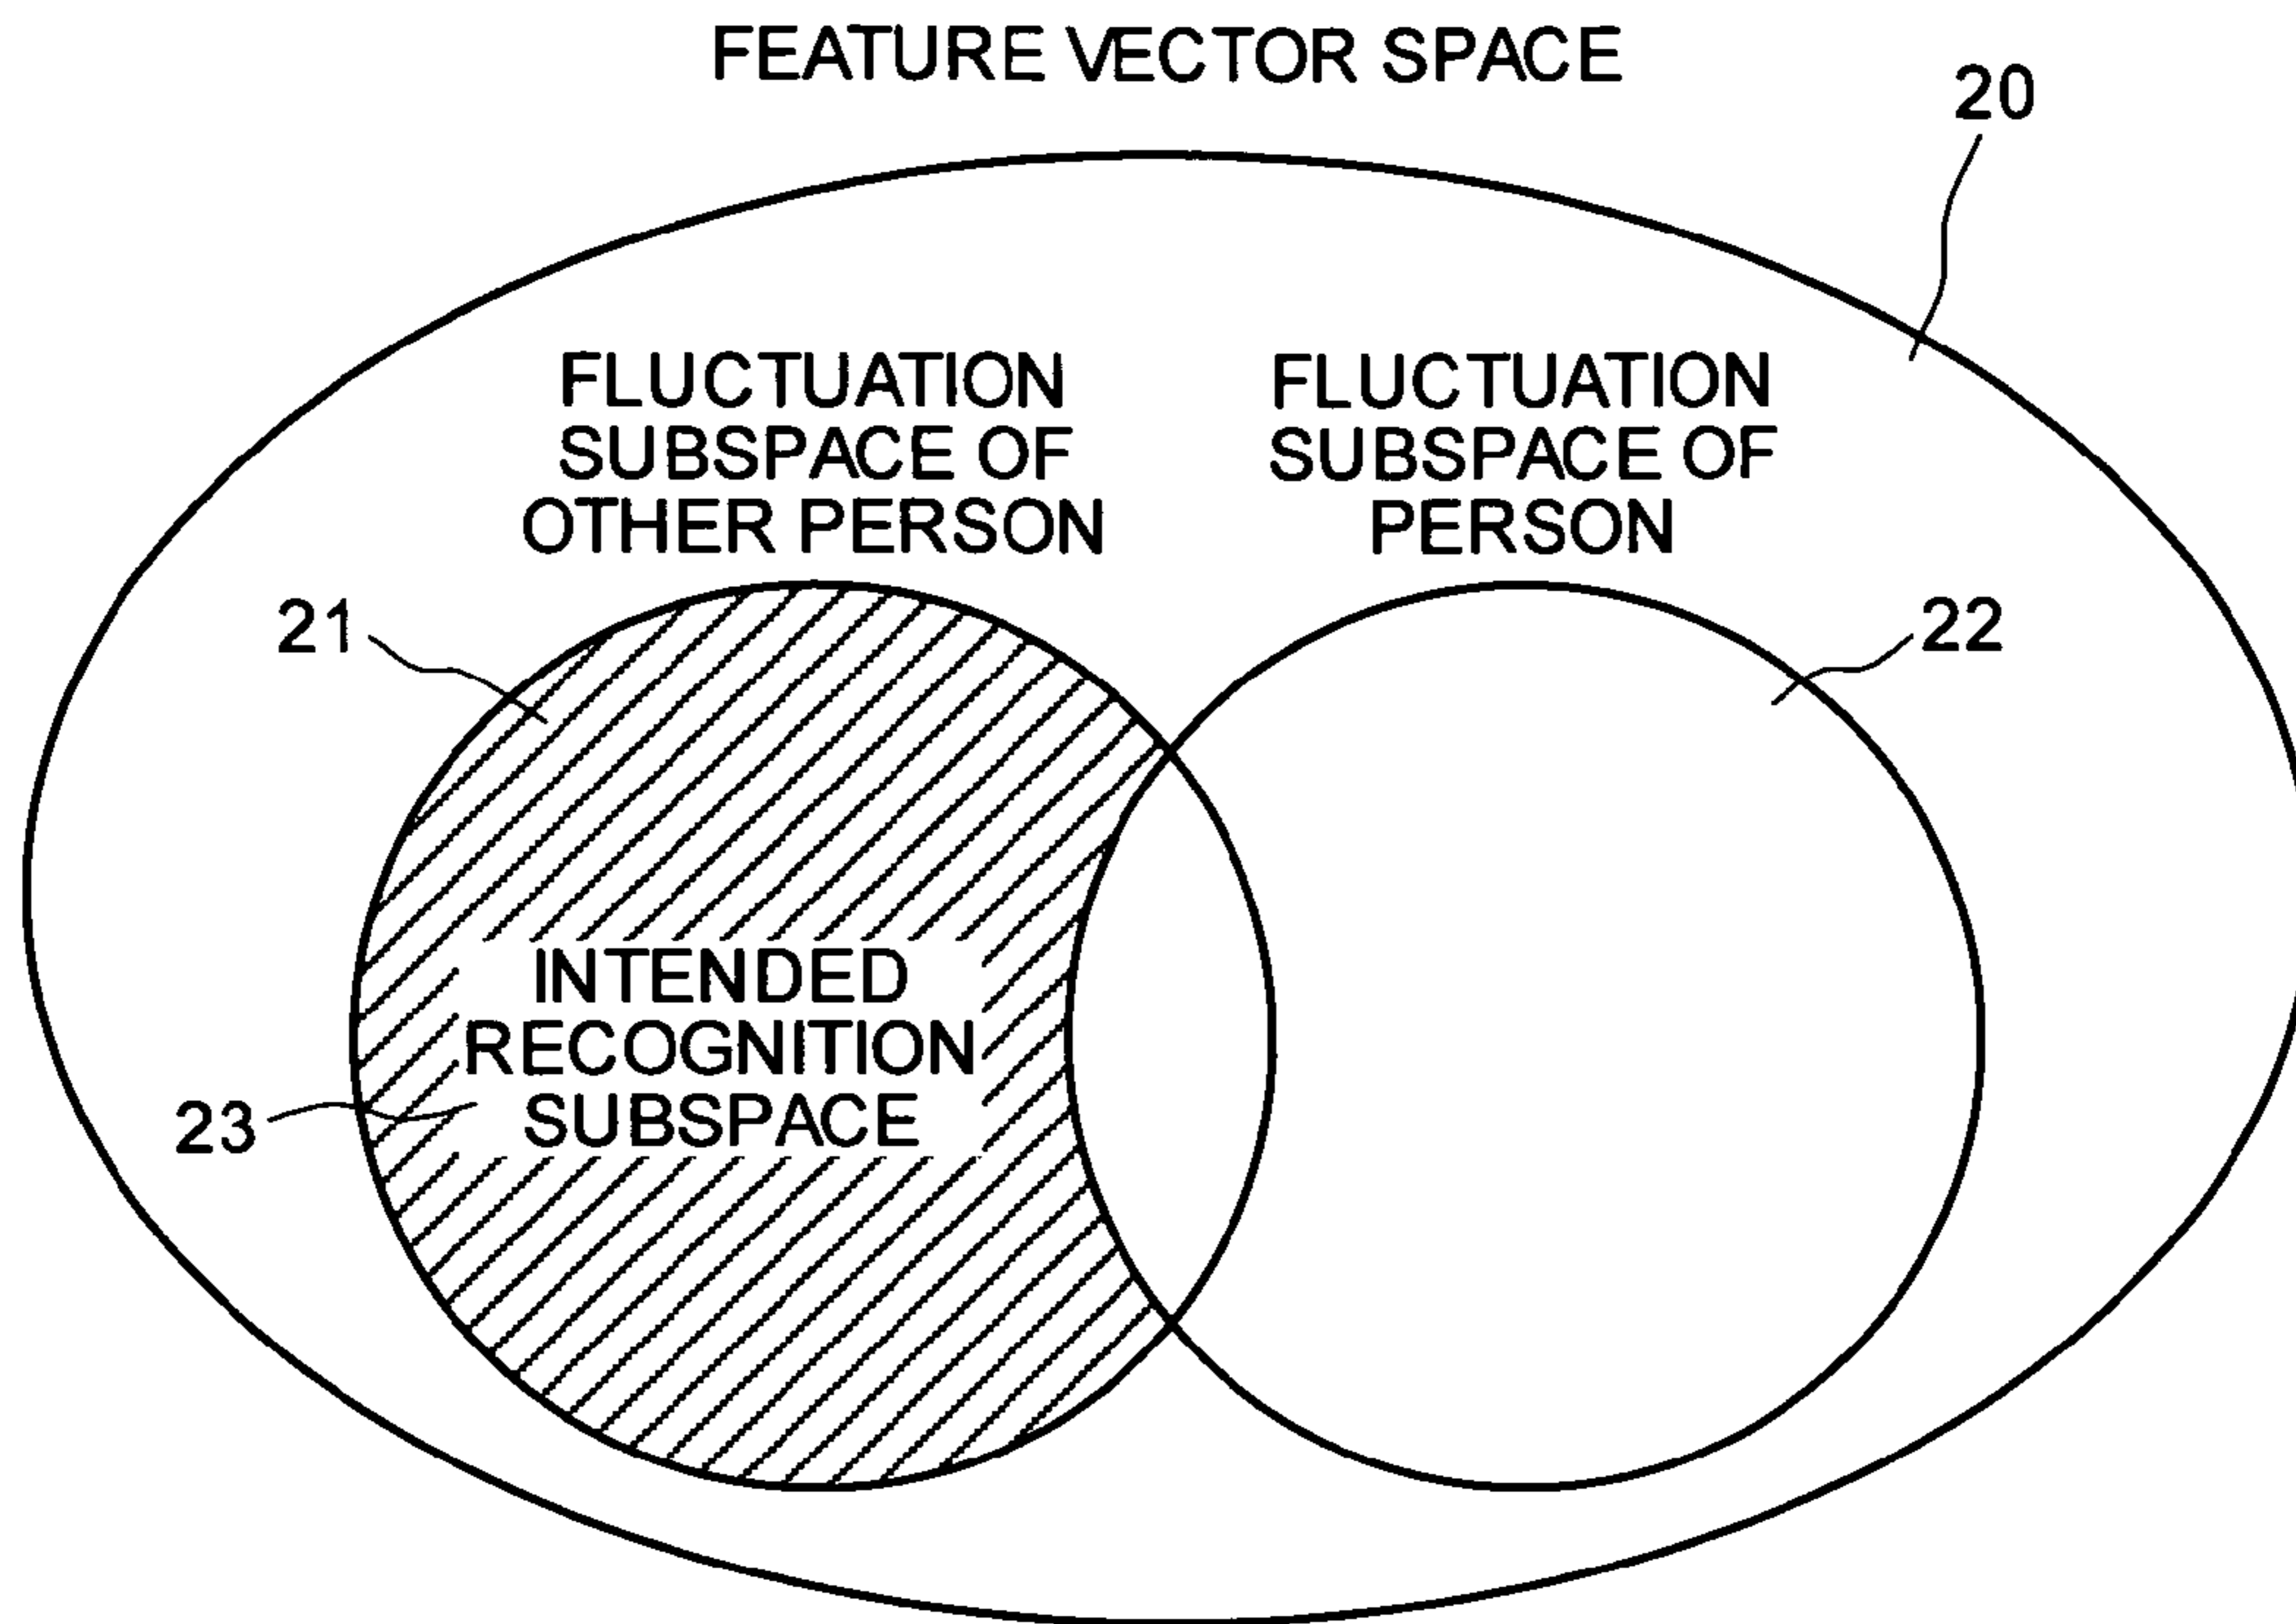 FEATURE VECTOR SPACE
20
FLUCTUATION
SUBSPACE OF
OTHER PERSON
FLUCTUATION
SUBSPACE OF
PERSON
21
22
INTENDED
RECOGNITION
SUBSPACE
23